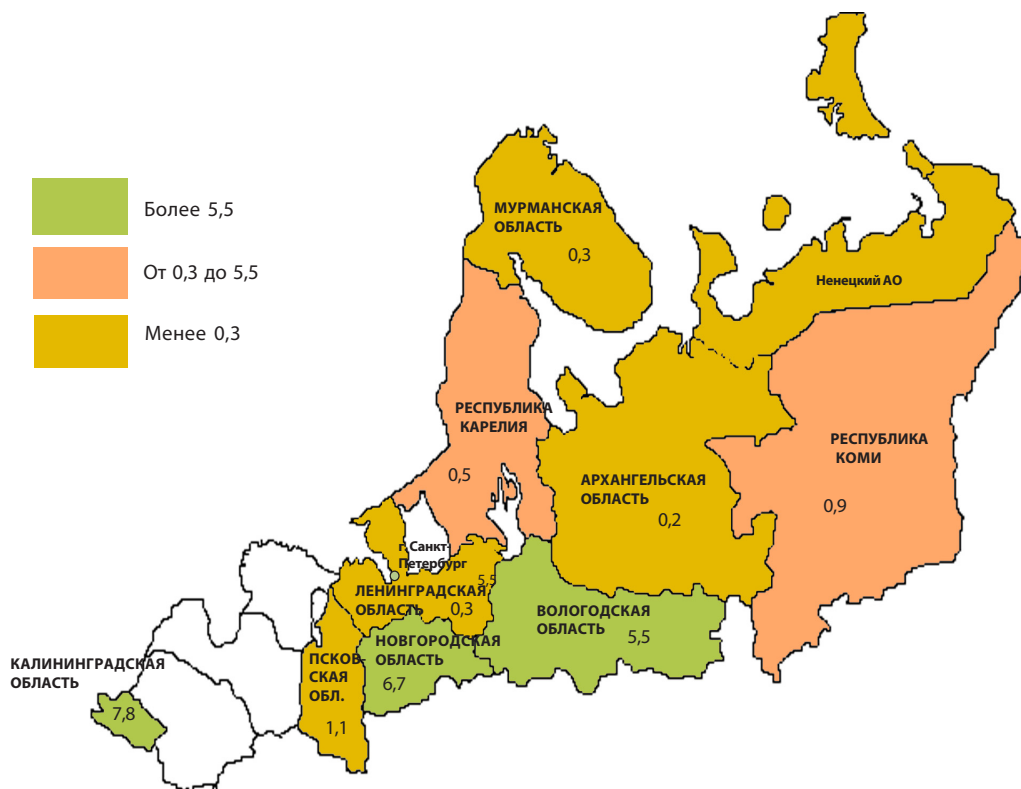 Более 5,5
От 0,3 до 5,5
Менее 0,3
МУРМАНСКАЯ
ОБЛАСТЬ
0,3
Ненецкий АО
РЕСПУБЛИКА
КАРЕЛИЯ
0,5
РЕСПУБЛИКА
КОМИ
0,9
АРХАНГЕЛЬСКАЯ
ОБЛАСТЬ
0,2
г. Санкт-
Петербург
5,5
ЛЕНИНГРАДСКАЯ
ОБЛАСТЬ
0,3
ВОЛОГОДСКАЯ
ОБЛАСТЬ
5,5
НОВГОРОДСКАЯ
ОБЛАСТЬ
6,7
ПСКОВ-
СКАЯ
ОБЛ.
1,1
КАЛИНИНГРАДСКАЯ
ОБЛАСТЬ
7,8